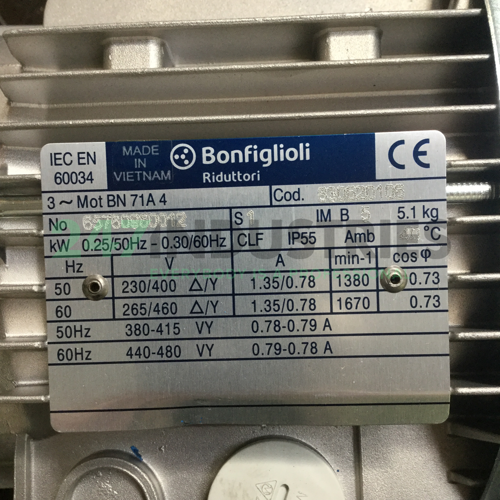 IEC EN 60034
MADE IN VIETNAM
Bonfiglioli
Riduttori
CE
3 ~ Mot BN 71A 4 Cod.
No S 1 IM B 5 5.1 kg
kW 0.25/50Hz - 0.30/60Hz CLF IP55 Amb °C
Hz V A min-1 cos φ
50 230/400 △/Y 1.35/0.78 1380 0.73
60 265/460 △/Y 1.35/0.78 1670 0.73
50Hz 380-415 VY 0.78-0.79 A
60Hz 440-480 VY 0.79-0.78 A